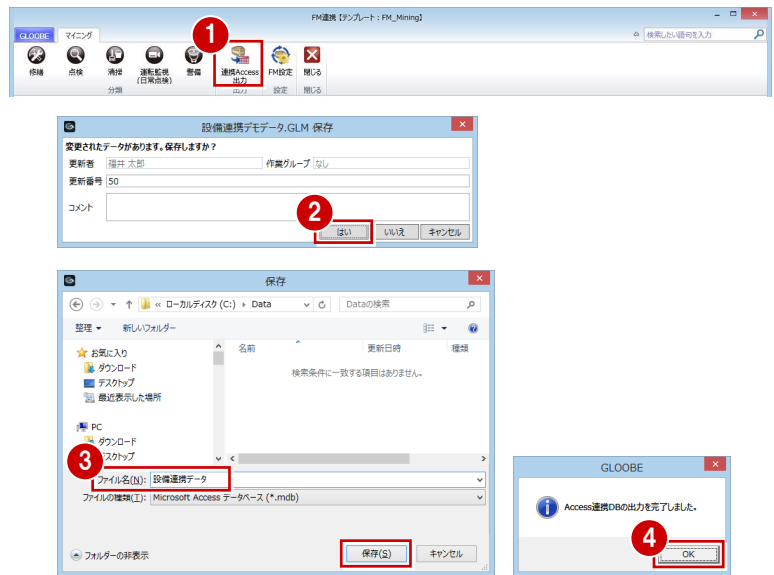 FM連携 【テンプレート : FM_Mining】
GLOOBE マイニング
検索したい語句を入力
1
修繕 点検 清掃 運転監視 警備 連携Access FM設定 閉じる
(日常点検) 出力
分類 出力 設定 閉じる
設備連携デモデータ.GLM 保存
変更されたデータがあります。保存しますか？
更新者 福井 太郎 作業グループ なし
更新番号 50
コメント
2
はい いいえ キャンセル
保存
« ローカルディスク (C:) Data Dataの検索
整理 新しいフォルダー
お気に入り 名前 更新日時 種類
ダウンロード 検索条件に一致する項目はありません。
デスクトップ
最近表示した場所
PC
ダウンロード
デスクトップ
3
ファイル名(N): 設備連携データ
ファイルの種類(T): Microsoft Access データベース (*.mdb)
フォルダーの非表示 保存(S) キャンセル
GLOOBE
Access連携DBの出力を完了しました。
4
OK